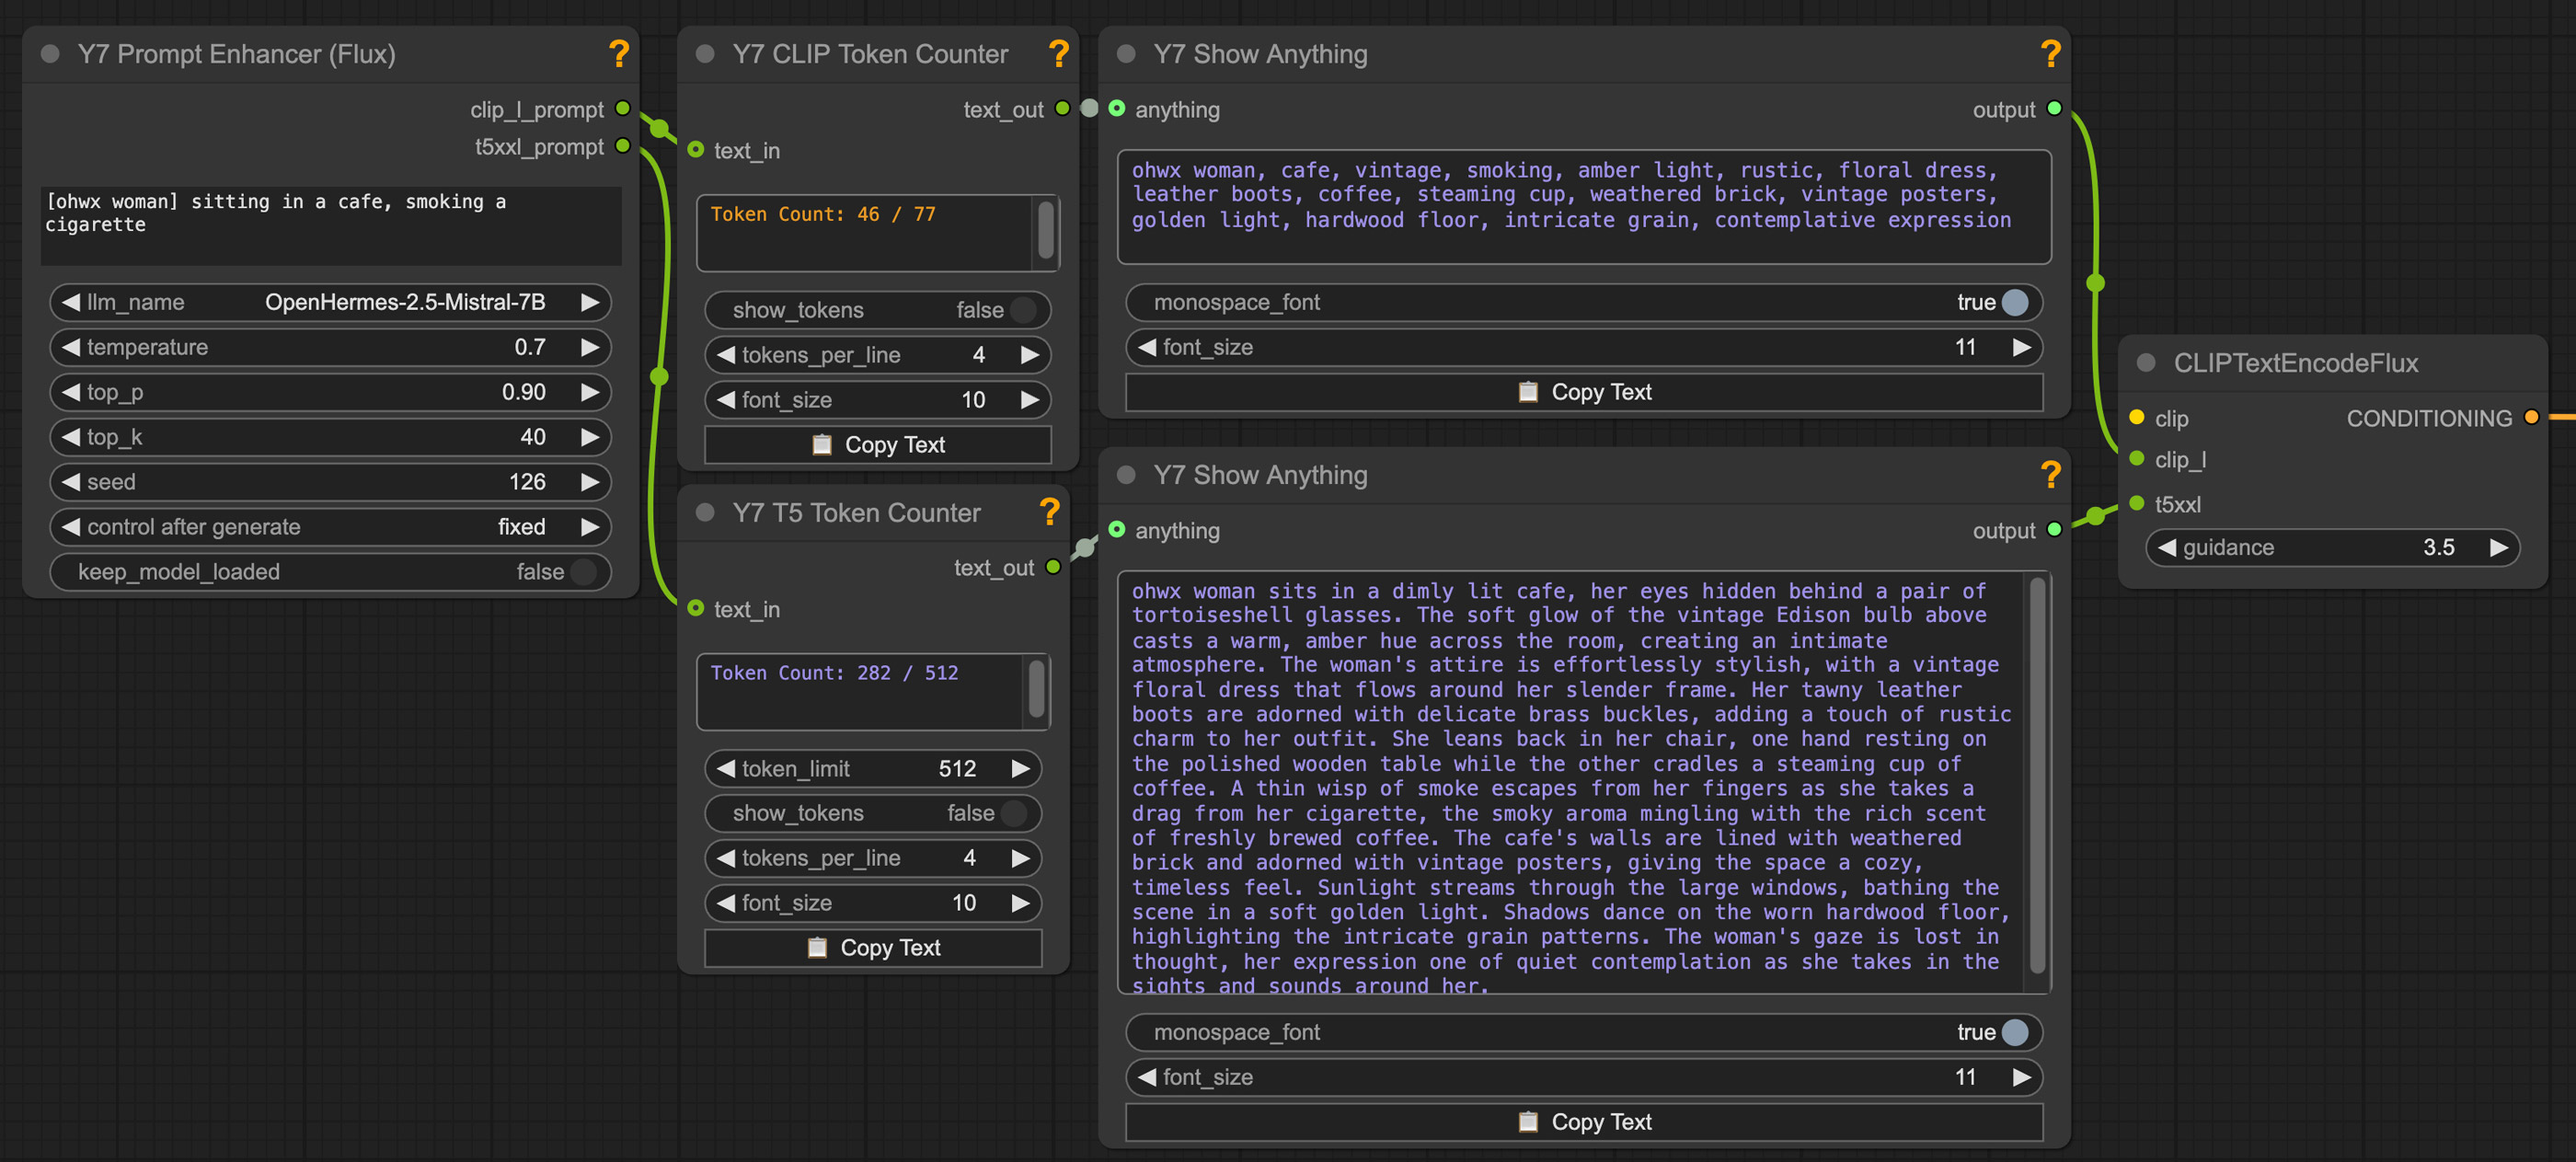 Y7 Prompt Enhancer (Flux) ?
clip_l_prompt
t5xxl_prompt
[ohwx woman] sitting in a cafe, smoking a
cigarette
llm_name OpenHermes-2.5-Mistral-7B
temperature 0.7
top_p 0.90
top_k 40
seed 126
control after generate fixed
keep_model_loaded false
Y7 CLIP Token Counter ?
text_out
text_in
Token Count: 46 / 77
show_tokens false
tokens_per_line 4
font_size 10
Copy Text
Y7 T5 Token Counter ?
text_out
text_in
Token Count: 282 / 512
token_limit 512
show_tokens false
tokens_per_line 4
font_size 10
Copy Text
Y7 Show Anything ?
anything output
ohwx woman, cafe, vintage, smoking, amber light, rustic, floral dress,
leather boots, coffee, steaming cup, weathered brick, vintage posters,
golden light, hardwood floor, intricate grain, contemplative expression
monospace_font true
font_size 11
Copy Text
Y7 Show Anything ?
anything output
ohwx woman sits in a dimly lit cafe, her eyes hidden behind a pair of
tortoiseshell glasses. The soft glow of the vintage Edison bulb above
casts a warm, amber hue across the room, creating an intimate
atmosphere. The woman's attire is effortlessly stylish, with a vintage
floral dress that flows around her slender frame. Her tawny leather
boots are adorned with delicate brass buckles, adding a touch of rustic
charm to her outfit. She leans back in her chair, one hand resting on
the polished wooden table while the other cradles a steaming cup of
coffee. A thin wisp of smoke escapes from her fingers as she takes a
drag from her cigarette, the smoky aroma mingling with the rich scent
of freshly brewed coffee. The cafe's walls are lined with weathered
brick and adorned with vintage posters, giving the space a cozy,
timeless feel. Sunlight streams through the large windows, bathing the
scene in a soft golden light. Shadows dance on the worn hardwood floor,
highlighting the intricate grain patterns. The woman's gaze is lost in
thought, her expression one of quiet contemplation as she takes in the
sights and sounds around her.
monospace_font true
font_size 11
Copy Text
CLIPTextEncodeFlux
clip CONDITIONING
clip_l
t5xxl
guidance 3.5